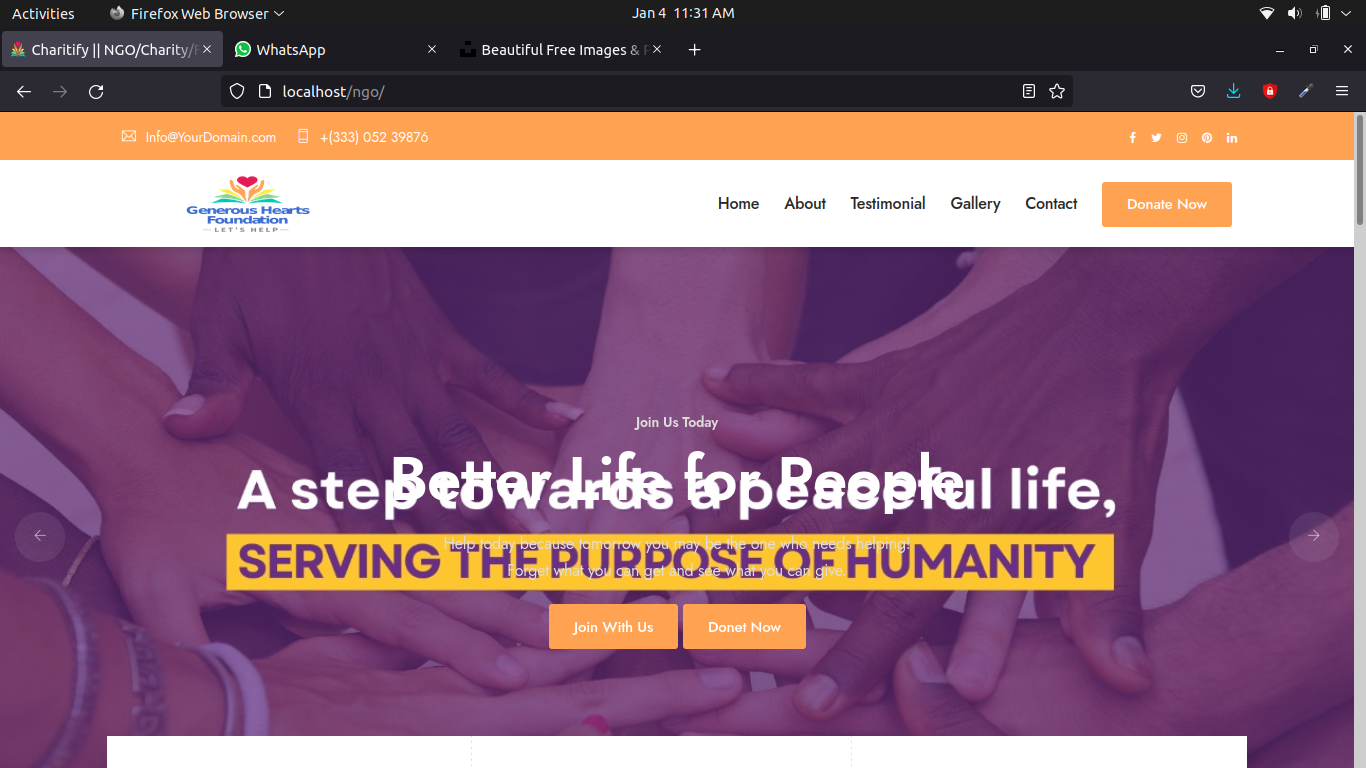 Activities
Firefox Web Browser
Jan 4 11:31 AM
Charitify || NGO/Charity/F
WhatsApp
Beautiful Free Images & P
localhost/ngo/
Info@YourDomain.com
+(333) 052 39876
Generous Hearts
Foundation
LET'S HELP
Home
About
Testimonial
Gallery
Contact
Donate Now
Join Us Today
Better Life for People
A step towards a peaceful life,
Help today because tomorrow you may be the one who needs helping!
SERVING THE PURPOSE OF HUMANITY
Forget what you can get and see what you can give.
Join With Us
Donet Now